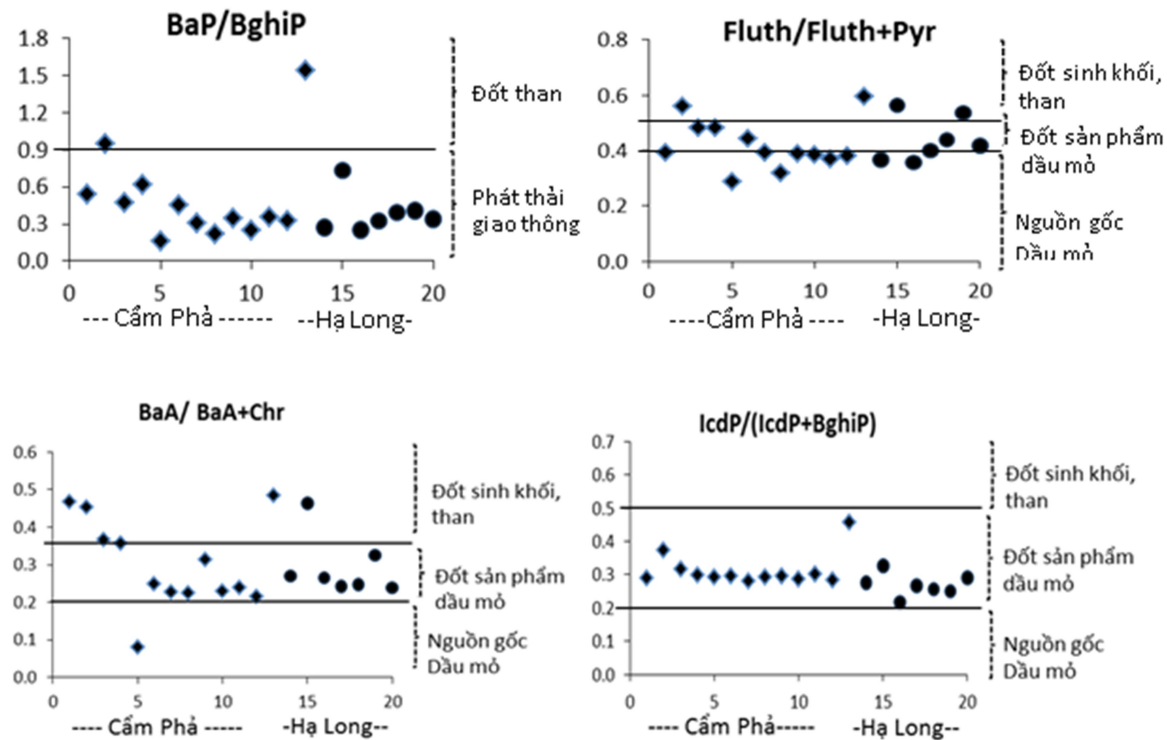 BaP/BghiP
1.8
1.5
1.2
0.9
0.6
0.3
0.0
0 5 10 15 20
---- Cẩm Phả ------ --Hạ Long-
Đốt than
Phát thải
giao thông
Fluth/Fluth+Pyr
0.8
0.6
0.4
0.2
0.0
0 5 10 15 20
-----Cẩm Phả ----- -Hạ Long-
Đốt sinh khối,
than
Đốt sản phẩm
dầu mỏ
Nguồn gốc
Dầu mỏ
BaA/ BaA+Chr
0.6
0.5
0.4
0.3
0.2
0.1
0.0
0 5 10 15 20
---- Cẩm Phả ----- -Hạ Long--
Đốt sinh khối,
than
Đốt sản phẩm
dầu mỏ
Nguồn gốc
Dầu mỏ
IcdP/(IcdP+BghiP)
0.7
0.6
0.5
0.4
0.3
0.2
0.1
0.0
0 5 10 15 20
---- Cẩm Phả ----- -Hạ Long--
Đốt sinh khối,
than
Đốt sản phẩm
dầu mỏ
Nguồn gốc
Dầu mỏ